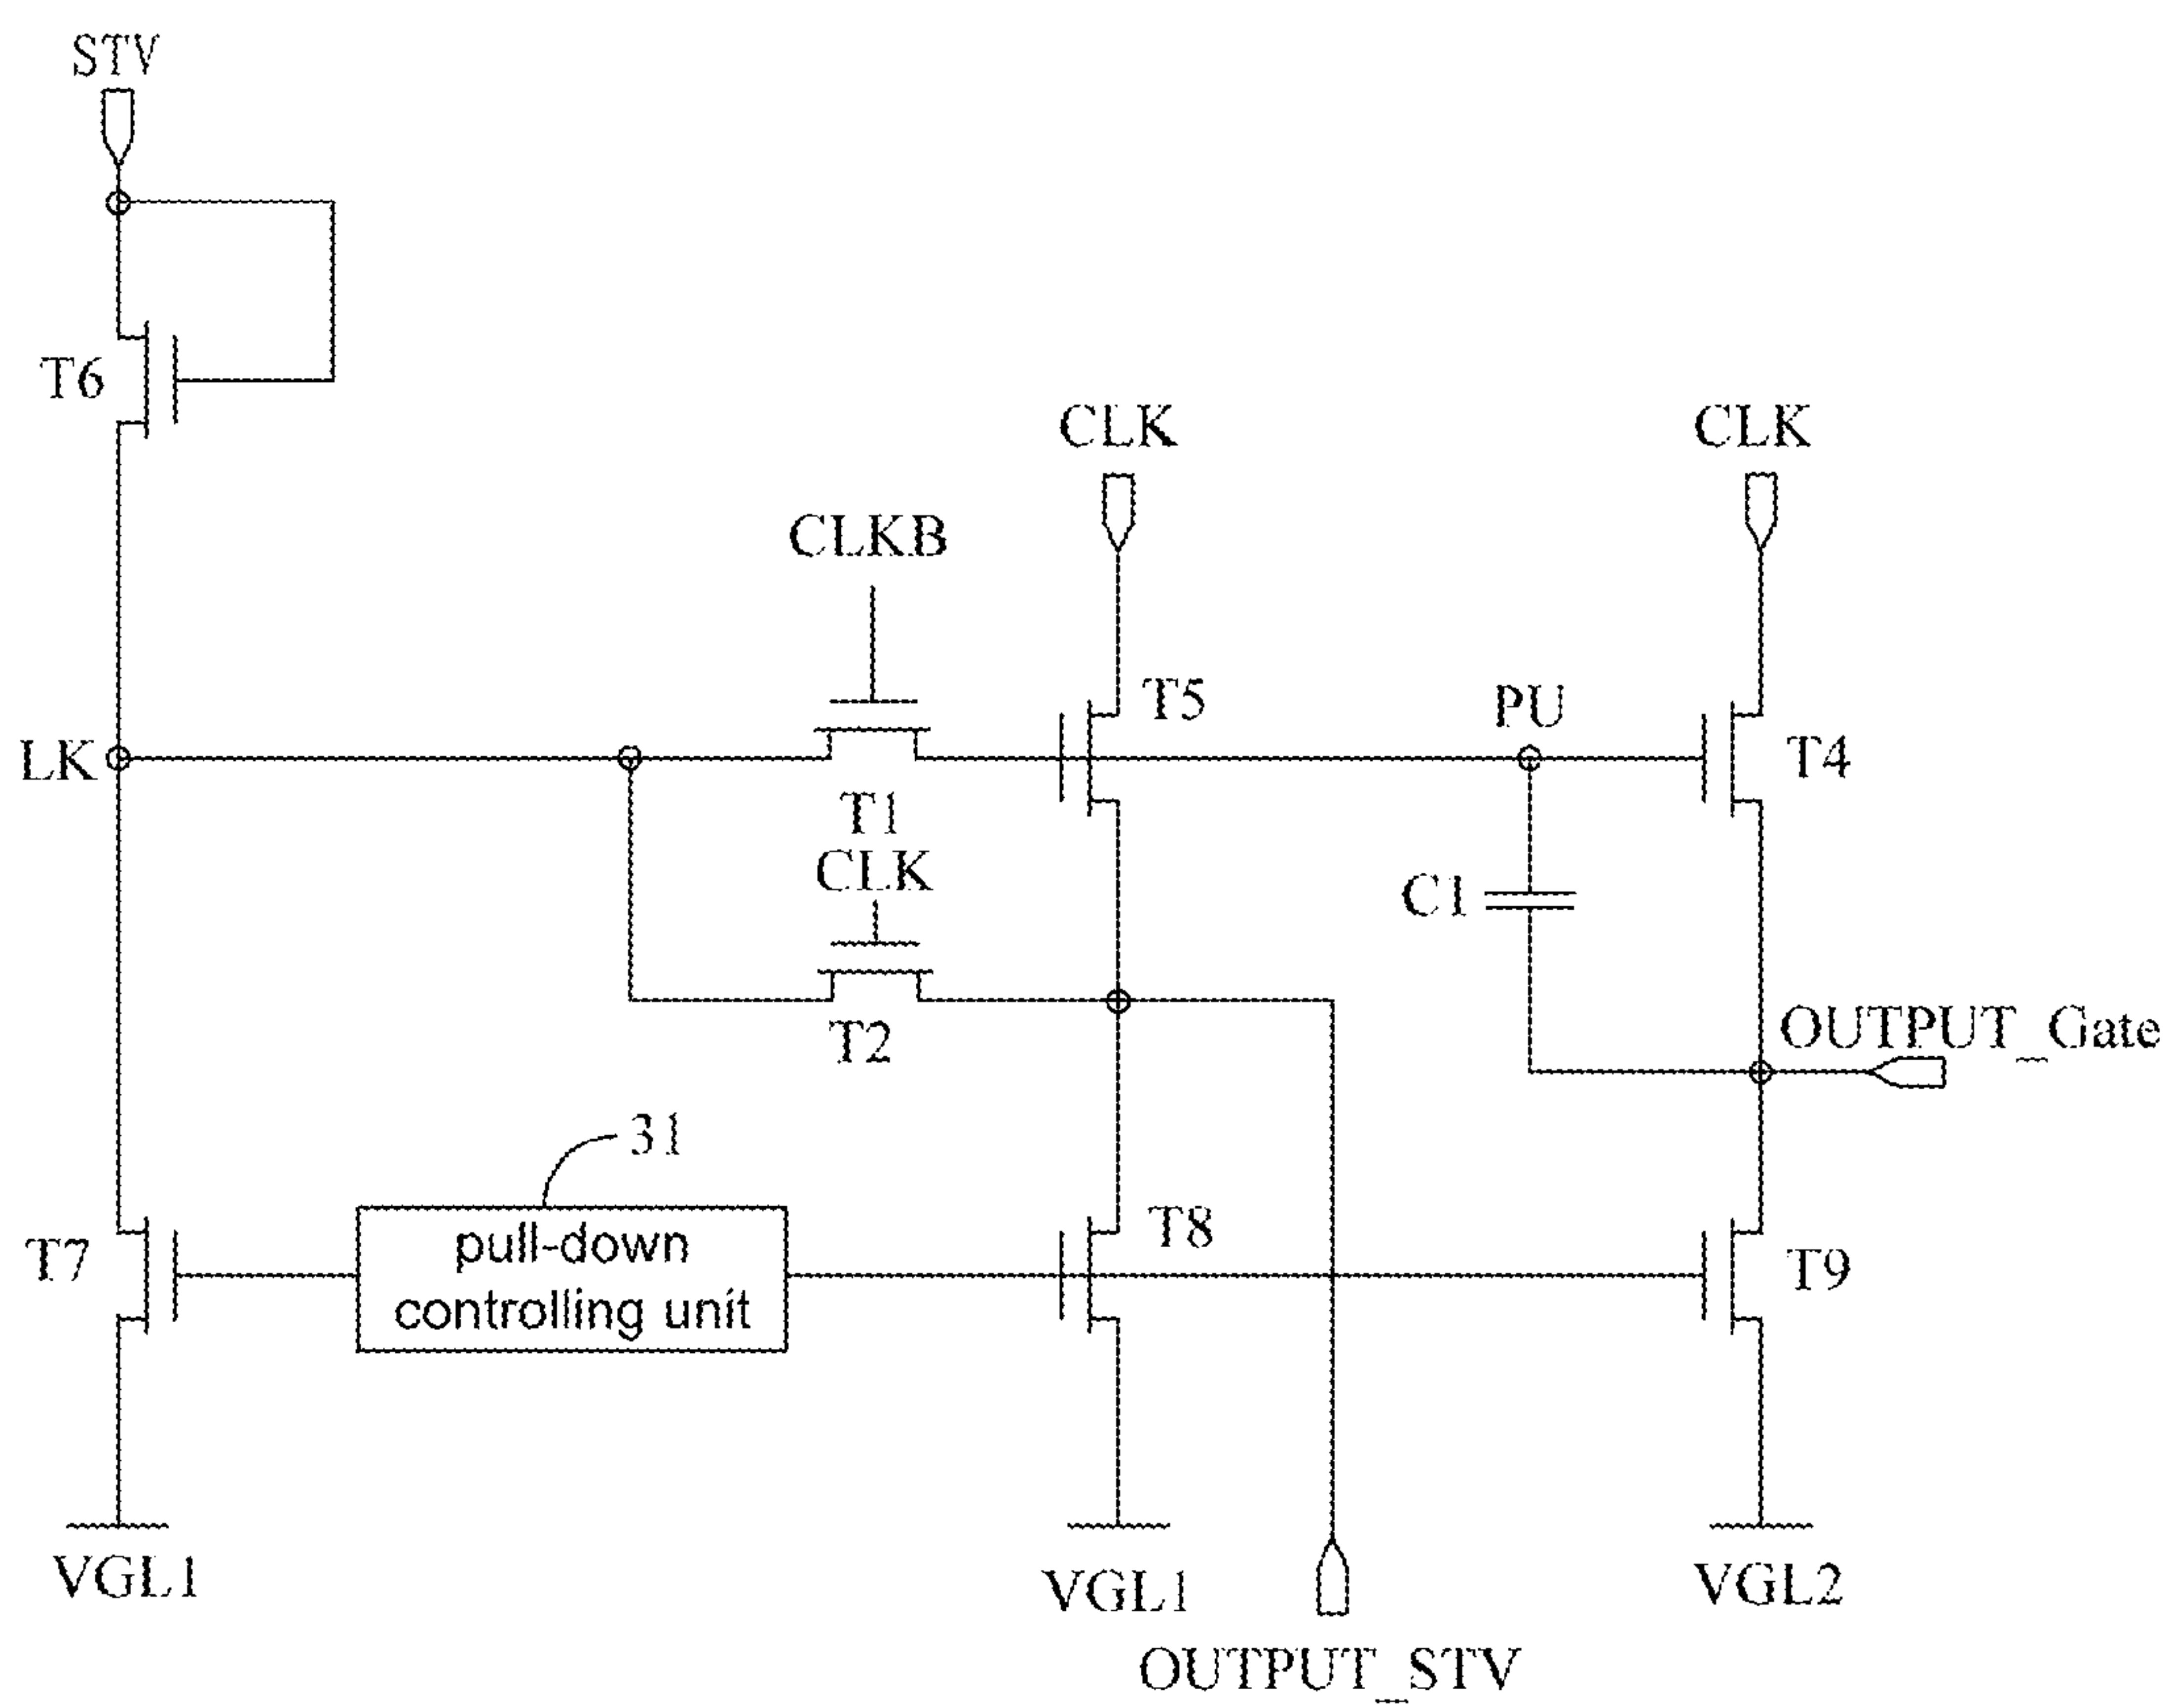 STV
T6
CLK
CLK
CLKB
T5
PU
T4
LK
T1
CLK
C1
T2
OUTPUT_Gate
31
pull-down
controlling unit
T7
T8
T9
VGL1
VGL1
VGL2
OUTPUT_STV